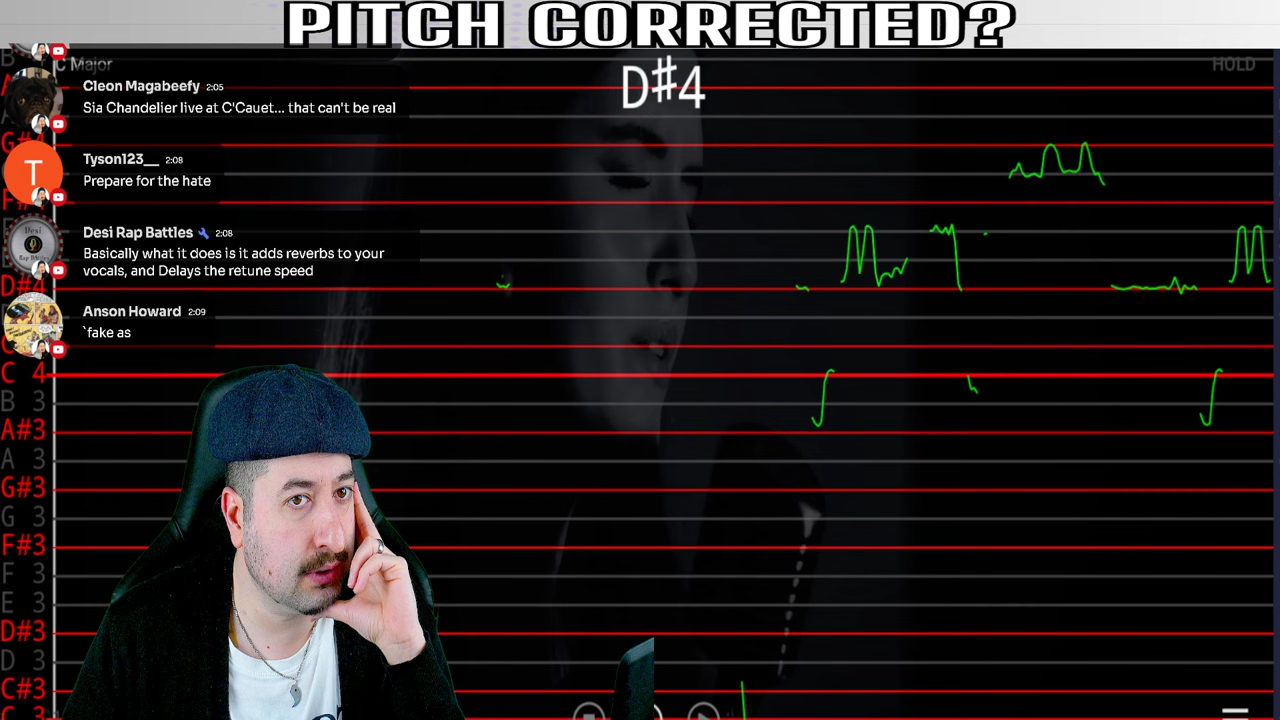 PITCH CORRECTED?
C Major
D#4
HOLD
Cleon Magabeefy 2:05
Sia Chandelier live at C'Cauet... that can't be real
Tyson123__ 2:08
Prepare for the hate
T
Desi Rap Battles 2:08
Basically what it does is it adds reverbs to your
vocals, and Delays the retune speed
Anson Howard 2:09
`fake as
D#4
C 4
B 3
A#3
A 3
G#3
G 3
F#3
F 3
E 3
D#3
D 3
C#3
C 3